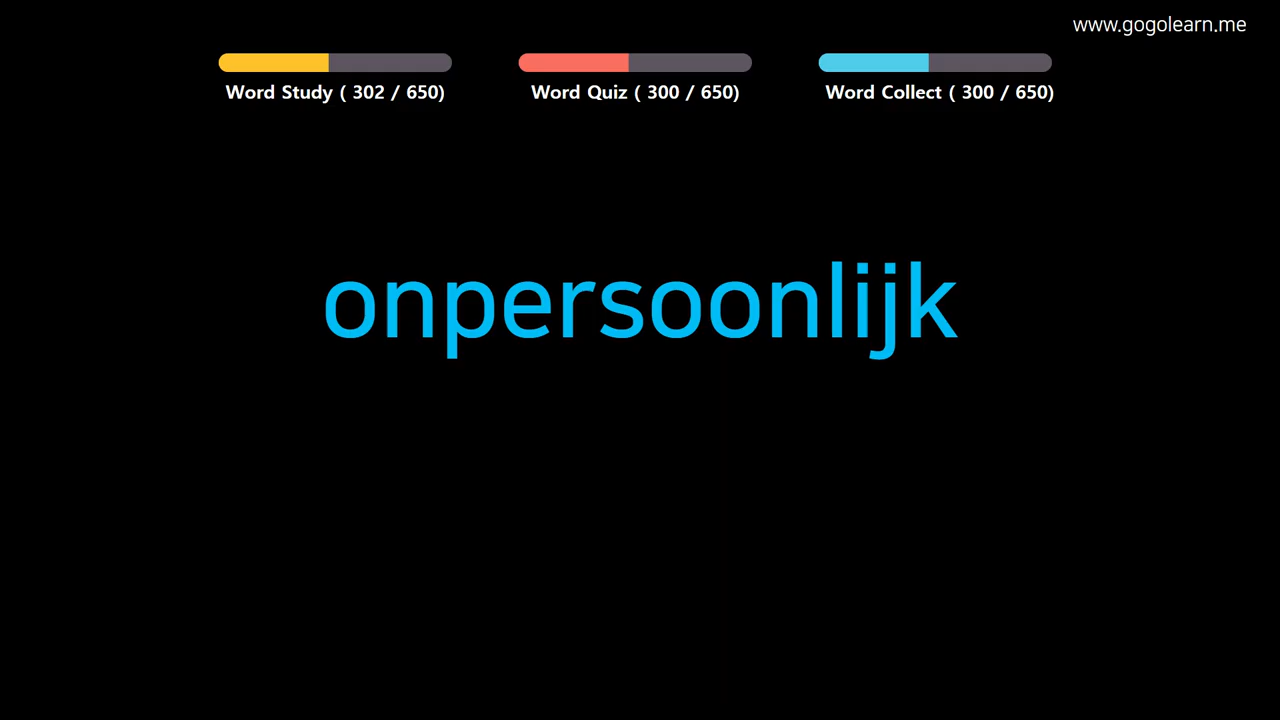 www.gogolearn.me
Word Study ( 302 / 650)
Word Quiz ( 300 / 650)
Word Collect ( 300 / 650)
onpersoonlijk